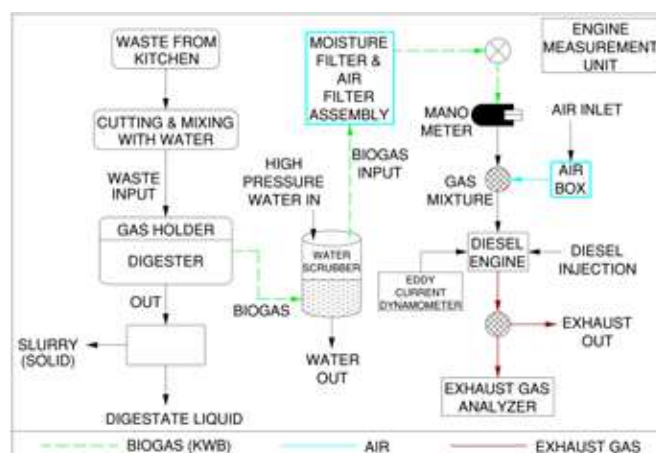 WASTE FROM
KITCHEN
CUTTING & MIXING
WITH WATER
WASTE
INPUT
GAS HOLDER
DIGESTER
OUT
SLURRY
(SOLID)
DIGESTATE LIQUID
BIOGAS
HIGH
PRESSURE
WATER IN
WATER
SCRUBBER
WATER
OUT
MOISTURE
FILTER &
AIR
FILTER
ASSEMBLY
BIOGAS
INPUT
ENGINE
MEASUREMENT
UNIT
MANO
METER
AIR INLET
AIR
BOX
GAS
MIXTURE
DIESEL
ENGINE
DIESEL
INJECTION
EDDY
CURRENT
DYNAMOMETER
EXHAUST
OUT
EXHAUST GAS
ANALYZER
BIOGAS (KWB)
AIR
EXHAUST GAS